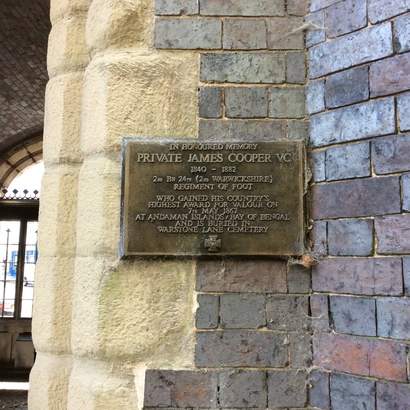 IN HONOURED MEMORY
PRIVATE JAMES COOPER VC
1840 - 1882
2ND BN 24TH (2ND WARWICKSHIRE)
REGIMENT OF FOOT
WHO GAINED HIS COUNTRY'S
HIGHEST AWARD FOR VALOUR ON
7TH MAY 1867
AT ANDAMAN ISLANDS/BAY OF BENGAL
AND IS BURIED IN
WARSTONE LANE CEMETERY